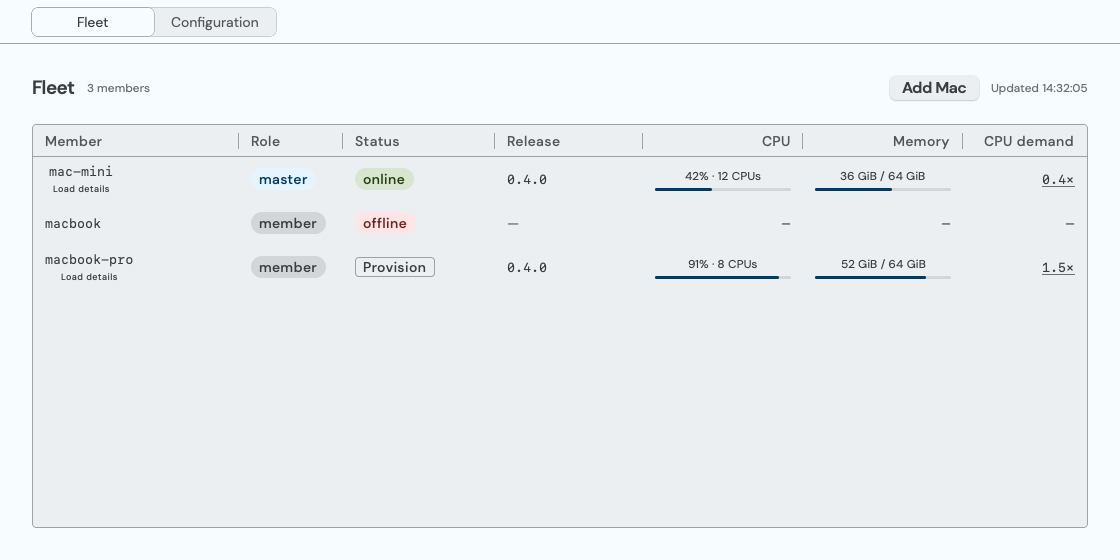 Fleet Configuration
Fleet 3 members Add Mac Updated 14:32:05
Member Role Status Release CPU Memory CPU demand
mac-mini master online 0.4.0 42% · 12 CPUs 36 GiB / 64 GiB 0.4×
Load details
macbook member offline — — — —
macbook-pro member Provision 0.4.0 91% · 8 CPUs 52 GiB / 64 GiB 1.5×
Load details